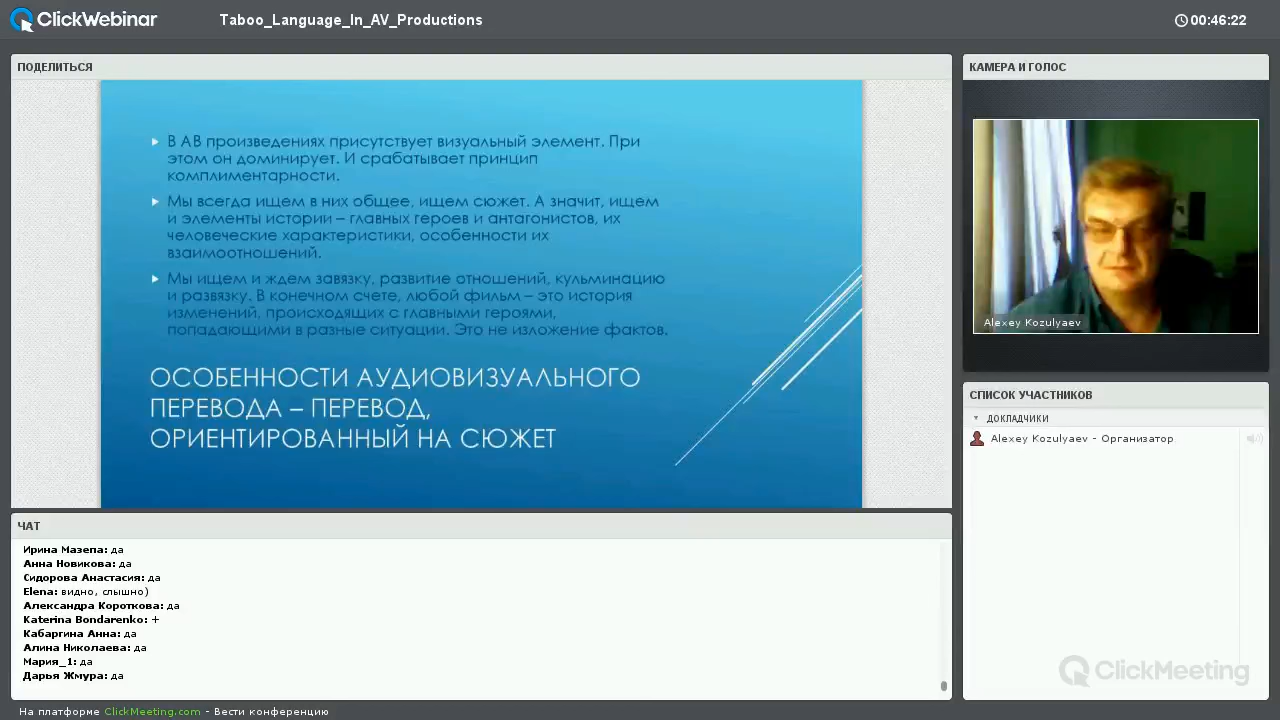 ClickWebinar
Taboo_Language_In_AV_Productions
00:46:22
ПОДЕЛИТЬСЯ
В АВ произведениях присутствует визуальный элемент. При
этом он доминирует. И срабатывает принцип
комплиментарности.
Мы всегда ищем в них общее, ищем сюжет. А значит, ищем
и элементы истории – главных героев и антагонистов, их
человеческие характеристики, особенности их
взаимоотношений.
Мы ищем и ждем завязку, развитие отношений, кульминацию
и развязку. В конечном счете, любой фильм – это история
изменений, происходящих с главными героями,
попадающими в разные ситуации. Это не изложение фактов.
ОСОБЕННОСТИ АУДИОВИЗУАЛЬНОГО
ПЕРЕВОДА – ПЕРЕВОД,
ОРИЕНТИРОВАННЫЙ НА СЮЖЕТ
КАМЕРА И ГОЛОС
Alexey Kozulyaev
СПИСОК УЧАСТНИКОВ
ДОКЛАДЧИКИ
Alexey Kozulyaev - Организатор
ClickMeeting
ЧАТ
Ирина Мазепа: да
Анна Новикова: да
Сидорова Анастасия: да
Elena: видно, слышно)
Александра Короткова: да
Katerina Bondarenko: +
Кабаргина Анна: да
Алина Николаева: да
Мария_1: да
Дарья Жмура: да
На платформе ClickMeeting.com - Вести конференцию